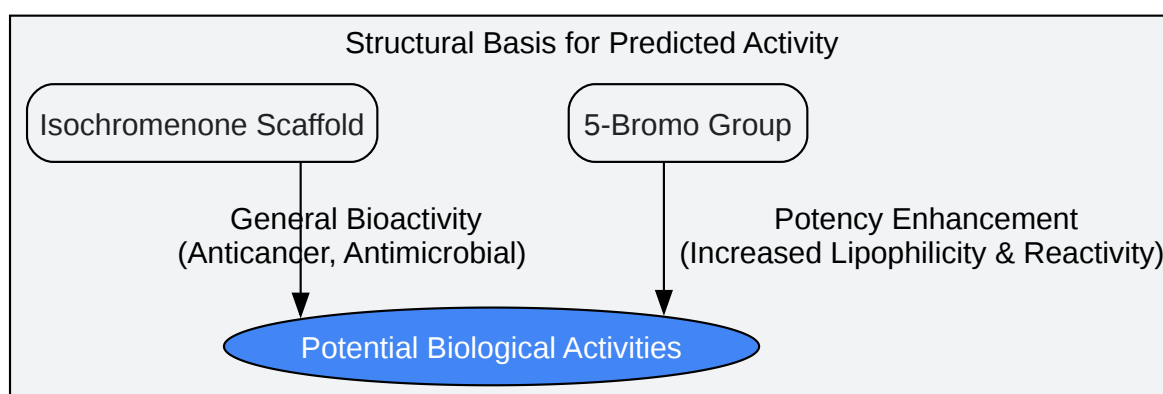 Structural Basis for Predicted Activity
Isochromenone Scaffold
5-Bromo Group
General Bioactivity
(Anticancer, Antimicrobial)
Potency Enhancement
(Increased Lipophilicity & Reactivity)
Potential Biological Activities